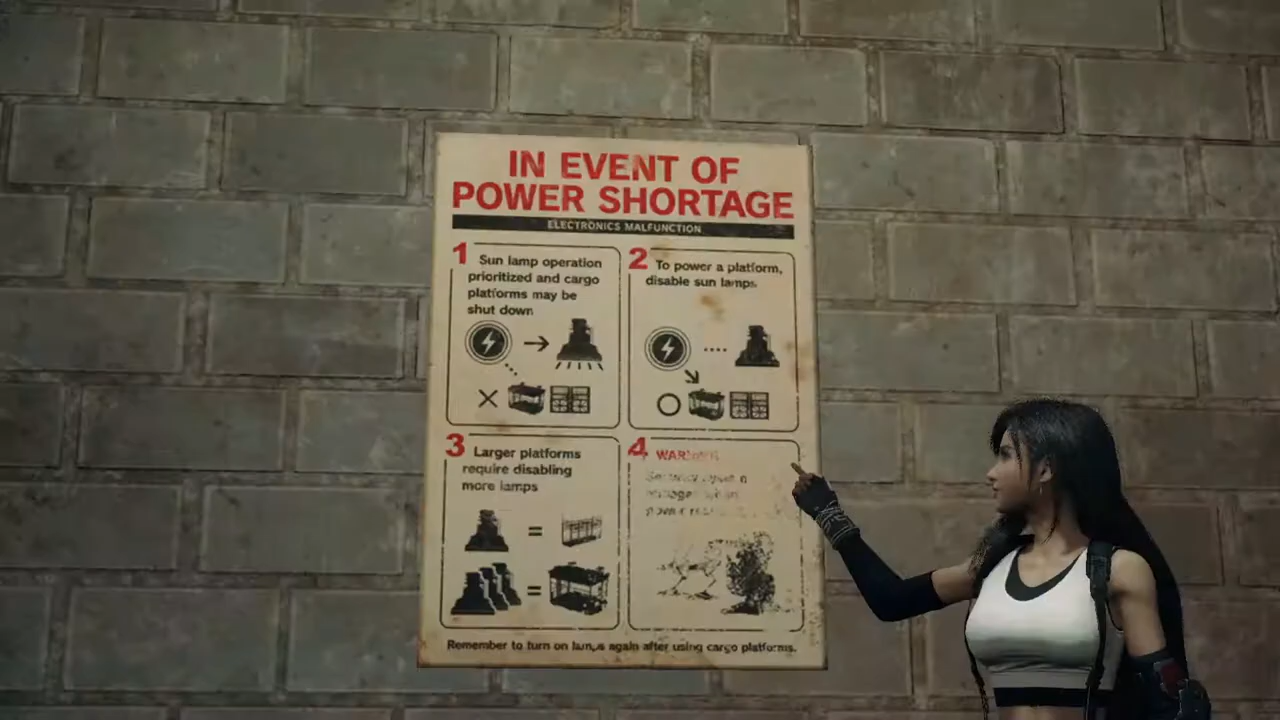 IN EVENT OF
POWER SHORTAGE
ELECTRONICS MALFUNCTION
1 Sun lamp operation
prioritized and cargo
platforms may be
shut down
2 To power a platform,
disable sun lamps.
3 Larger platforms
require disabling
more lamps
4 WARNING
Remember to turn on lamps again after using cargo platforms.